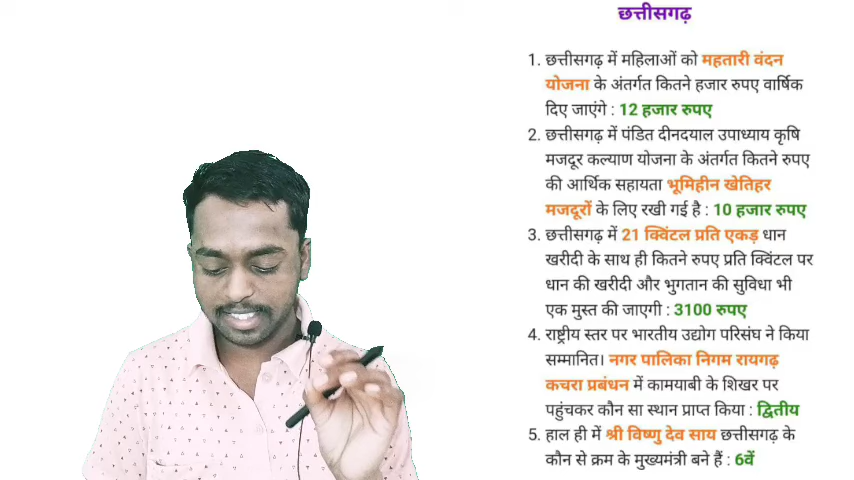 छत्तीसगढ़
1. छत्तीसगढ़ में महिलाओं को महतारी वंदन
योजना के अंतर्गत कितने हजार रुपए वार्षिक
दिए जाएंगे : 12 हजार रुपए
2. छत्तीसगढ़ में पंडित दीनदयाल उपाध्याय कृषि
मजदूर कल्याण योजना के अंतर्गत कितने रुपए
की आर्थिक सहायता भूमिहीन खेतिहर
मजदूरों के लिए रखी गई है : 10 हजार रुपए
3. छत्तीसगढ़ में 21 क्विंटल प्रति एकड़ धान
खरीदी के साथ ही कितने रुपए प्रति क्विंटल पर
धान की खरीदी और भुगतान की सुविधा भी
एक मुस्त की जाएगी : 3100 रुपए
4. राष्ट्रीय स्तर पर भारतीय उद्योग परिसंघ ने किया
सम्मानित। नगर पालिका निगम रायगढ़
कचरा प्रबंधन में कामयाबी के शिखर पर
पहुंचकर कौन सा स्थान प्राप्त किया : द्वितीय
5. हाल ही में श्री विष्णु देव साय छत्तीसगढ़ के
कौन से क्रम के मुख्यमंत्री बने हैं : 6वें